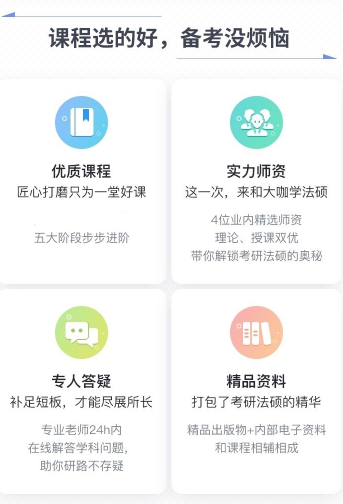 课程选的好，备考没烦恼
优质课程
匠心打磨只为一堂好课
五大阶段步步进阶
实力师资
这一次，来和大咖学法硕
4位业内精选师资
理论、授课双优
带你解锁考研法硕的奥秘
专人答疑
补足短板，才能尽展所长
专业老师24h内
在线解答学科问题，
助你研路不存疑
精品资料
打包了考研法硕的精华
精品出版物+内部电子资料
和课程相辅相成